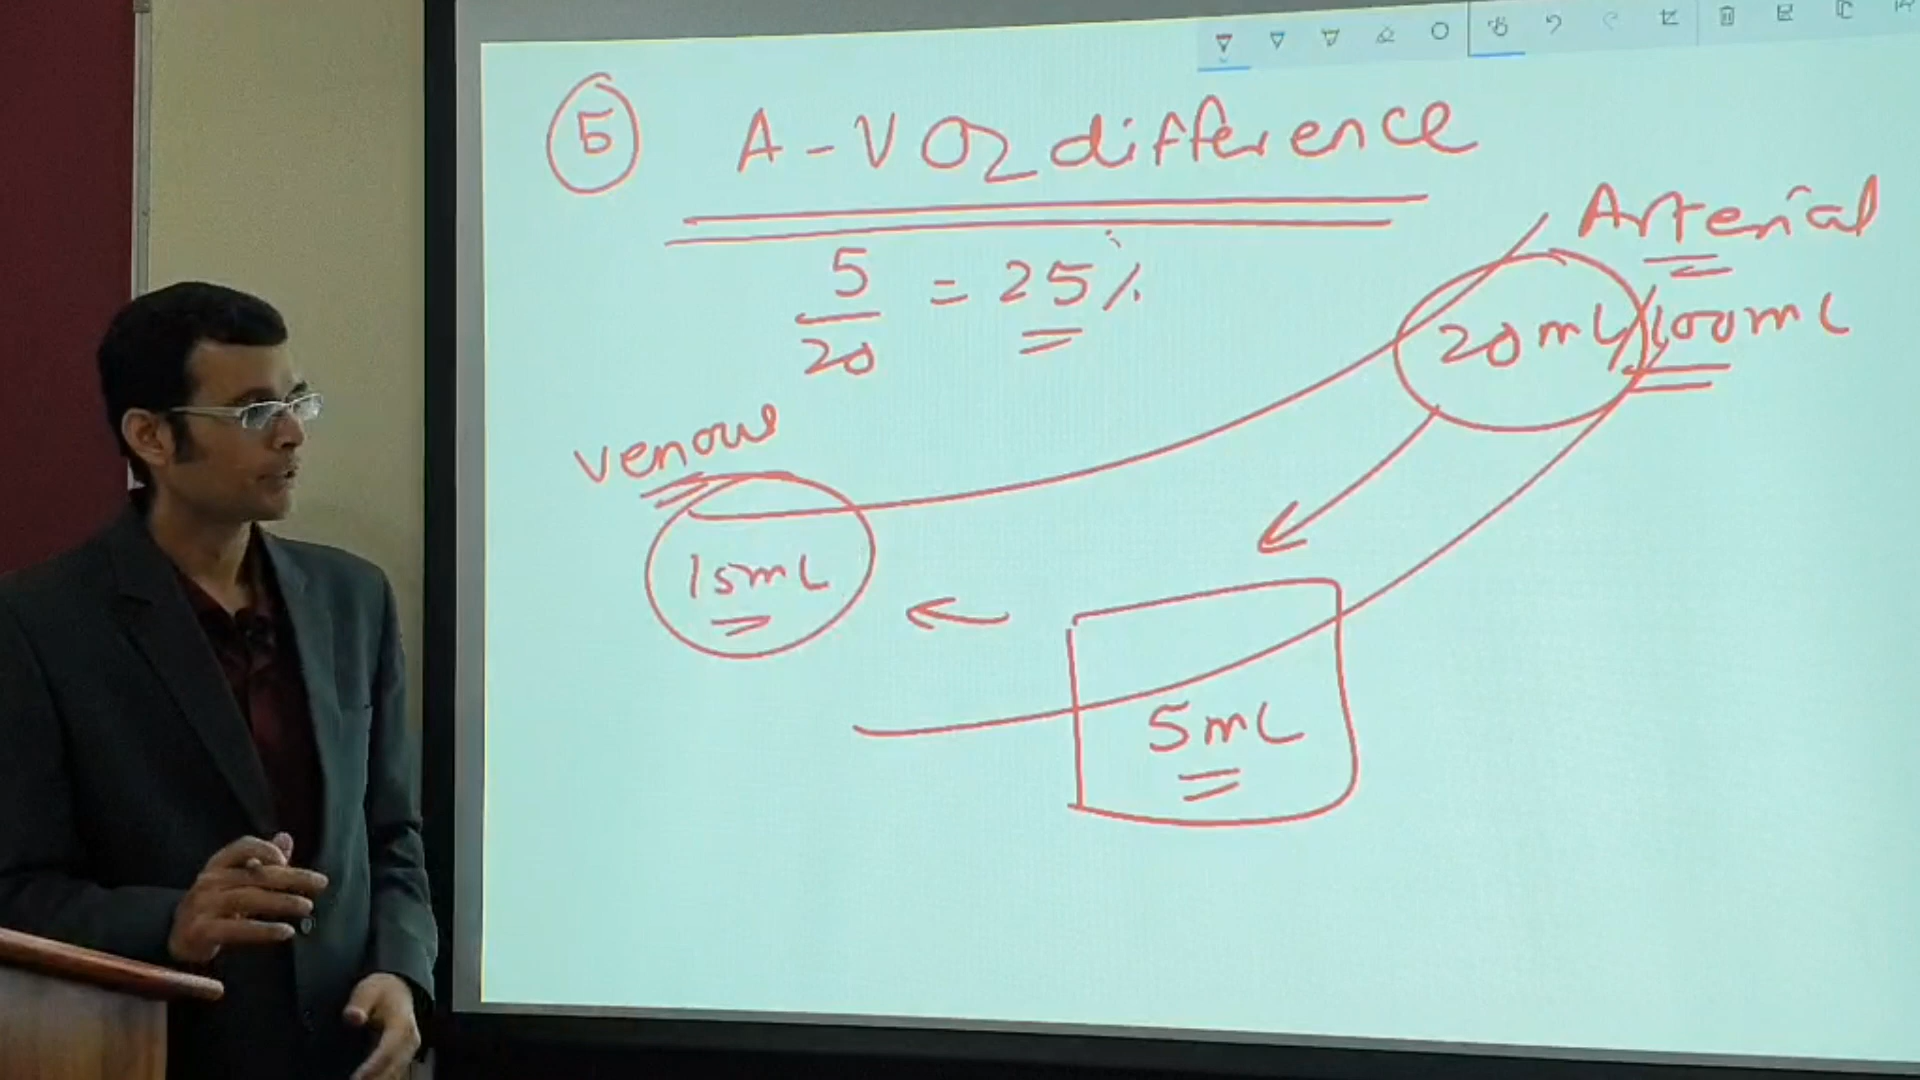 5 A-V O2 difference
Arterial
5/20 = 25%
20mL/100mL
venous
15mL
5mL